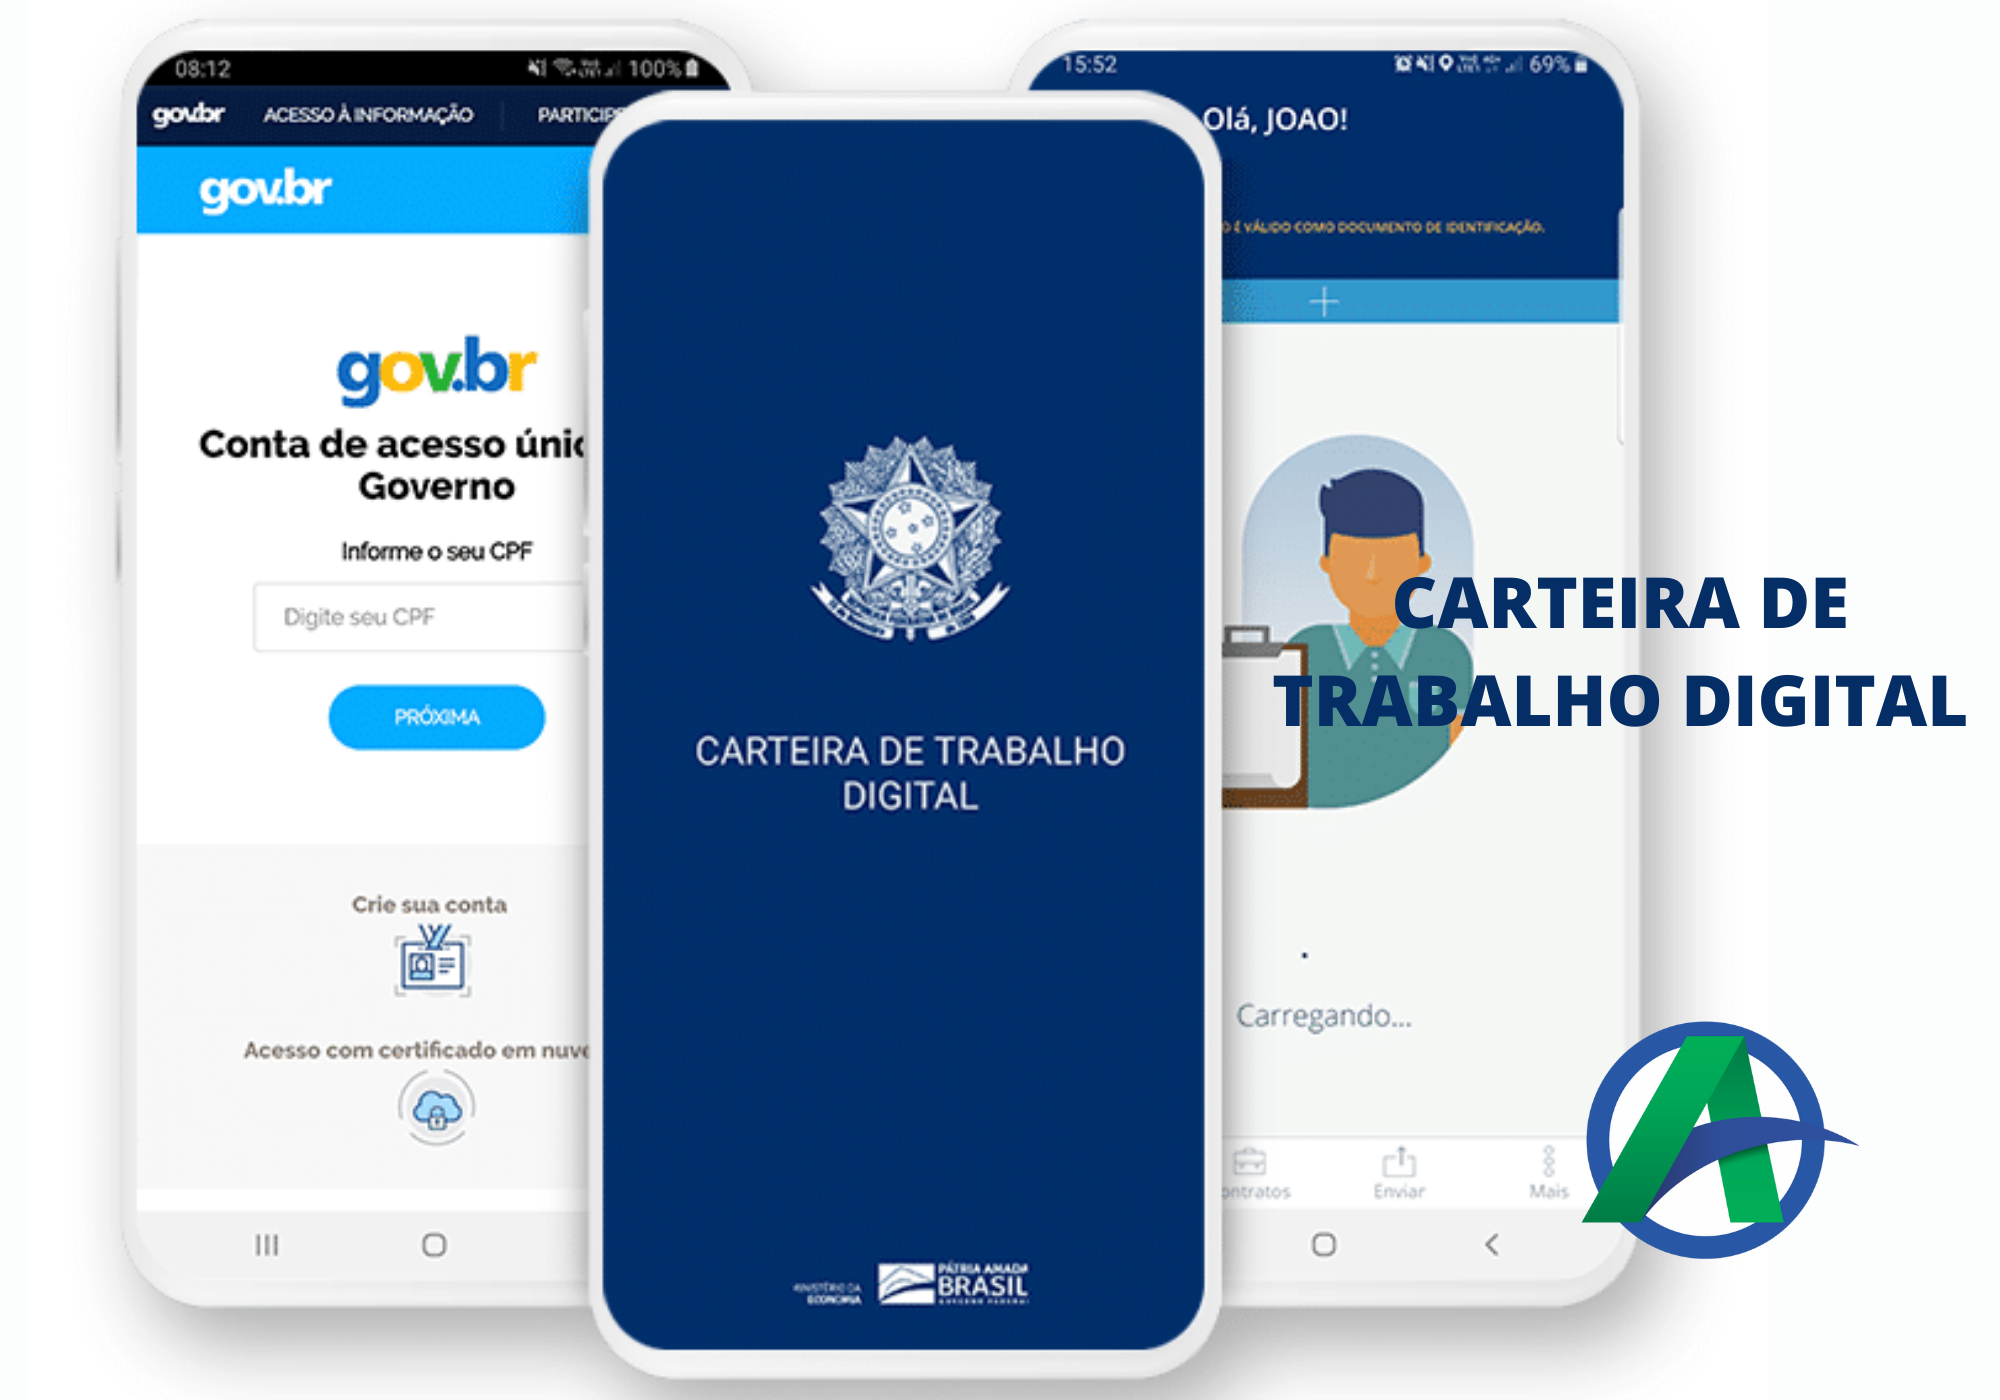 08:12
100%
gov.br
ACESSO À INFORMAÇÃO
PARTICIPE
gov.br
gov.br
Conta de acesso únic
Governo
Informe o seu CPF
Digite seu CPF
PRÓXIMA
Crie sua conta
Acesso com certificado em nuve
CARTEIRA DE TRABALHO
DIGITAL
MINISTÉRIO DA
ECONOMIA
PÁTRIA AMADA
BRASIL
GOVERNO FEDERAL
15:52
69%
Olá, JOAO!
O É VÁLIDO COMO DOCUMENTO DE IDENTIFICAÇÃO.
+
CARTEIRA DE
TRABALHO DIGITAL
Carregando...
ontratos
Enviar
Mais